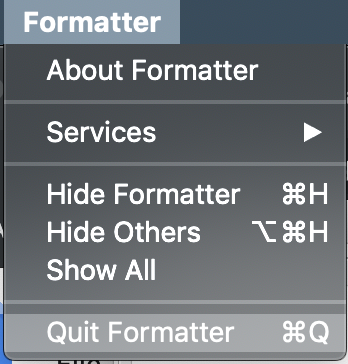 Formatter
About Formatter
Services ▶
Hide Formatter ⌘H
Hide Others ⌥⌘H
Show All
Quit Formatter ⌘Q